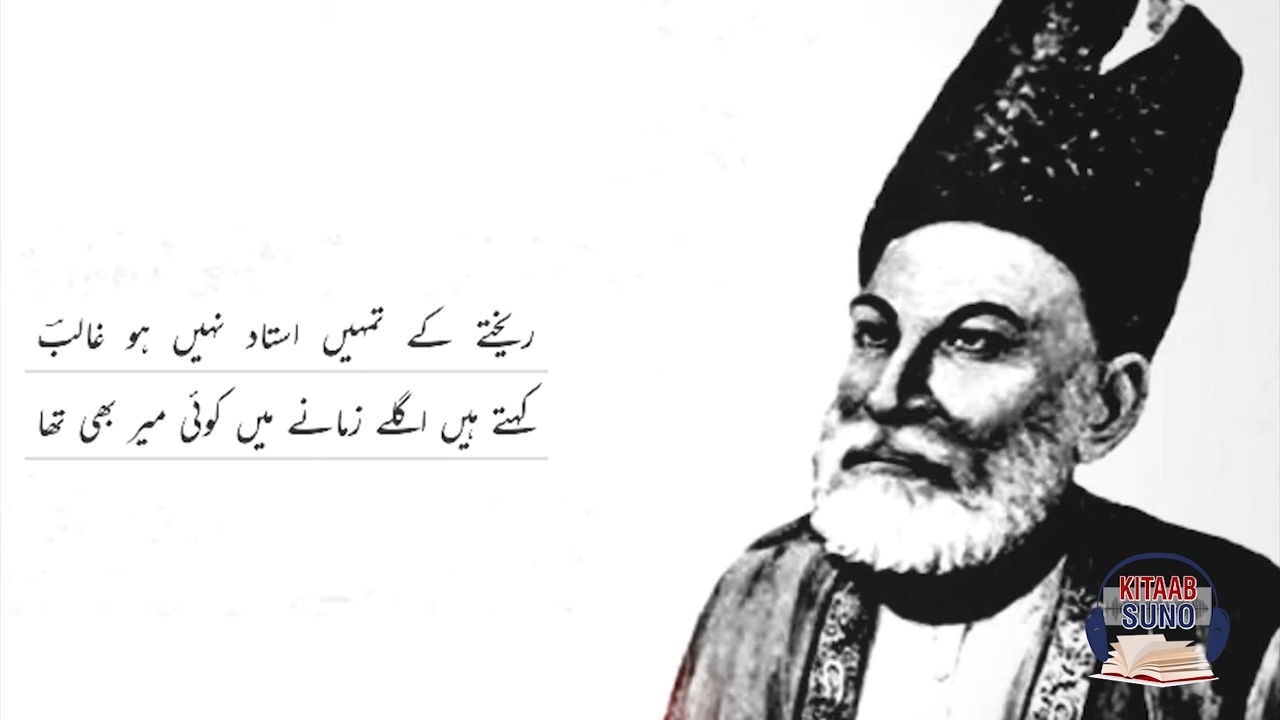 ریختے کے تمہیں استاد نہیں ہو غالبؔ
کہتے ہیں اگلے زمانے میں کوئی میر بھی تھا
KITAAB
SUNO